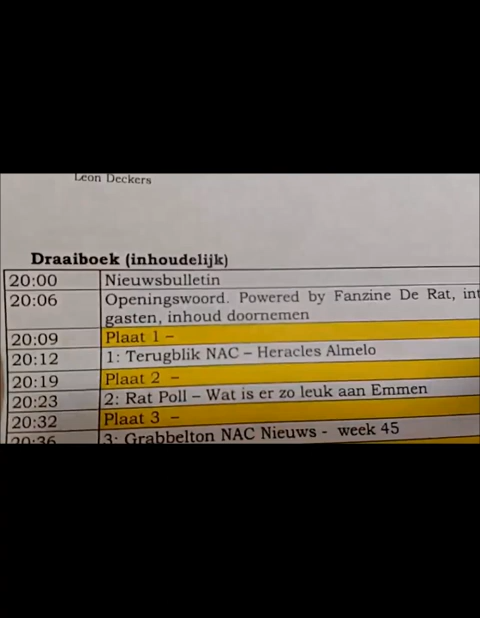 Leon Deckers
Draaiboek (inhoudelijk)
20:00 Nieuwsbulletin
20:06 Openingswoord. Powered by Fanzine De Rat,
gasten, inhoud doornemen
20:09 Plaat 1 –
20:12 1: Terugblik NAC – Heracles Almelo
20:19 Plaat 2 –
20:23 2: Rat Poll – Wat is er zo leuk aan Emmen
20:32 Plaat 3 –
20:36 3: Grabbelton NAC Nieuws - week 45